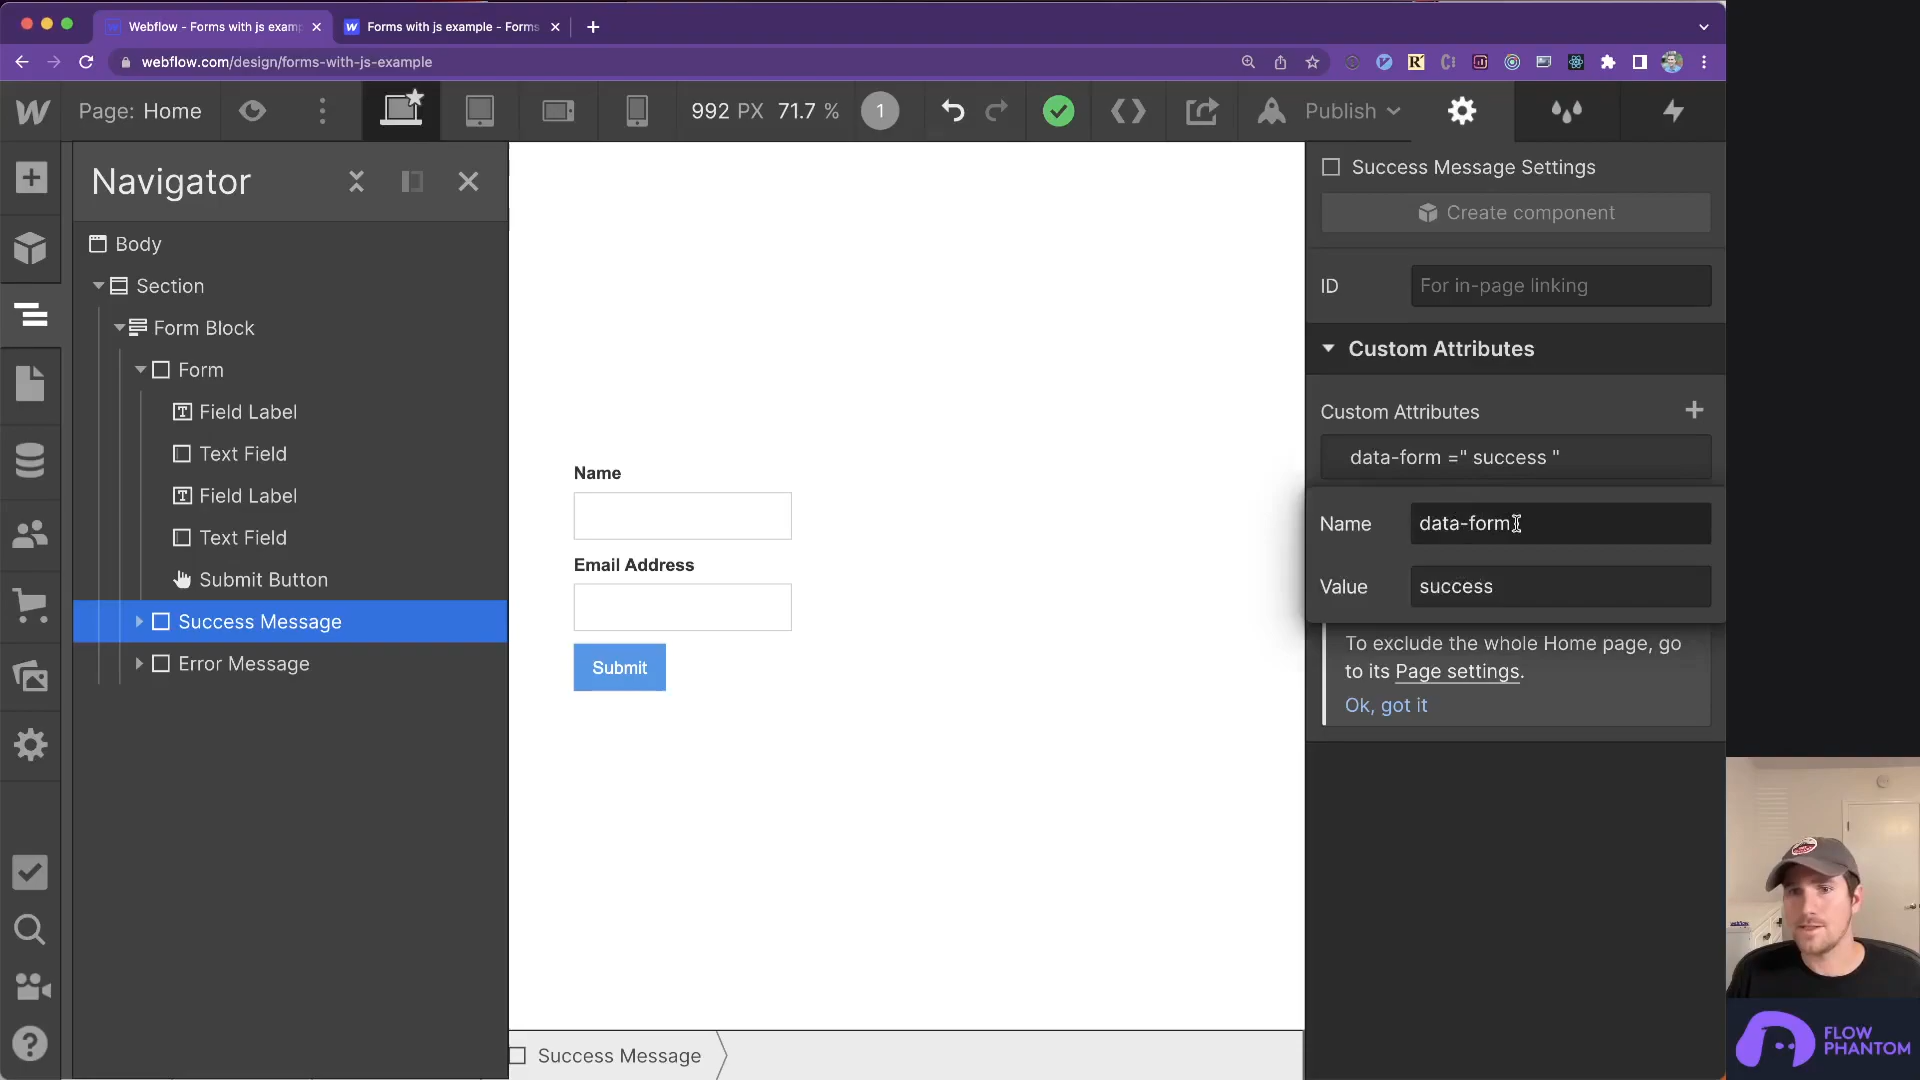 Webflow - Forms with js examp
Forms with js example - Forms
webflow.com/design/forms-with-js-example
Page: Home
992 PX 71.7 %
1
Publish
Navigator
Body
Section
Form Block
Form
Field Label
Text Field
Field Label
Text Field
Submit Button
Success Message
Error Message
Name
Email Address
Submit
Success Message
Success Message Settings
Create component
ID
For in-page linking
Custom Attributes
Custom Attributes
data-form =" success "
Name
data-form
Value
success
To exclude the whole Home page, go
to its Page settings.
Ok, got it
FLOW
PHANTOM